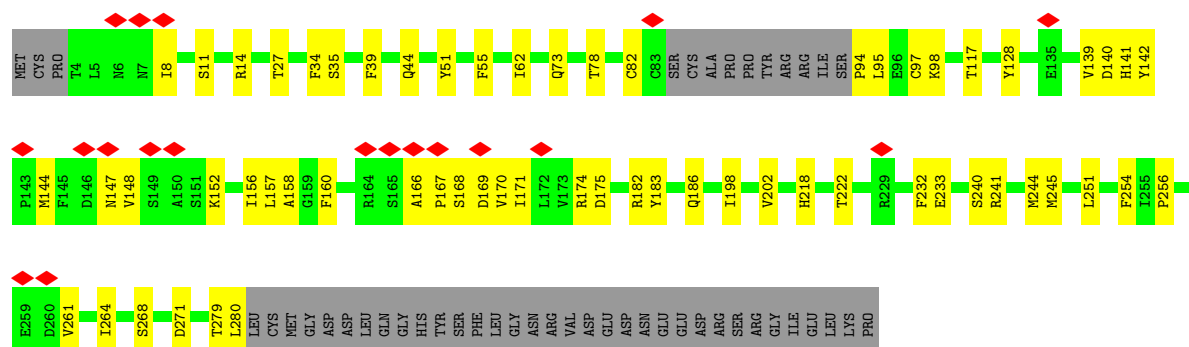 MET CYS PRO T4 L5 N6 N7 I8 S11 R14 T27 F34 S35 F39 Q44 Y51 F55 I62 Q73 T78 C82 C83 SER CYS ALA PRO PRO TYR ARG ARG ILE SER P94 L95 E96 C97 K98 T117 Y128 E135 V139 D140 H141 Y142
P143 M144 F145 D146 N147 V148 S149 A150 S151 K152 I156 L157 A158 G159 F160 R164 S165 A166 P167 S168 D169 V170 I171 L172 V173 R174 D175 R182 Y183 Q186 I198 V202 H218 T222 R229 F232 E233 S240 R241 M244 M245 L251 F254 I255 P256
E259 D260 V261 I264 S268 D271 T279 L280 LEU CYS MET GLY ASP ASP LEU GLN GLY HIS TYR SER PHE LEU GLY ASN ARG VAL ASP GLU ASP ASN GLU GLU ASP ARG SER ARG GLY ILE GLU LEU LYS PRO